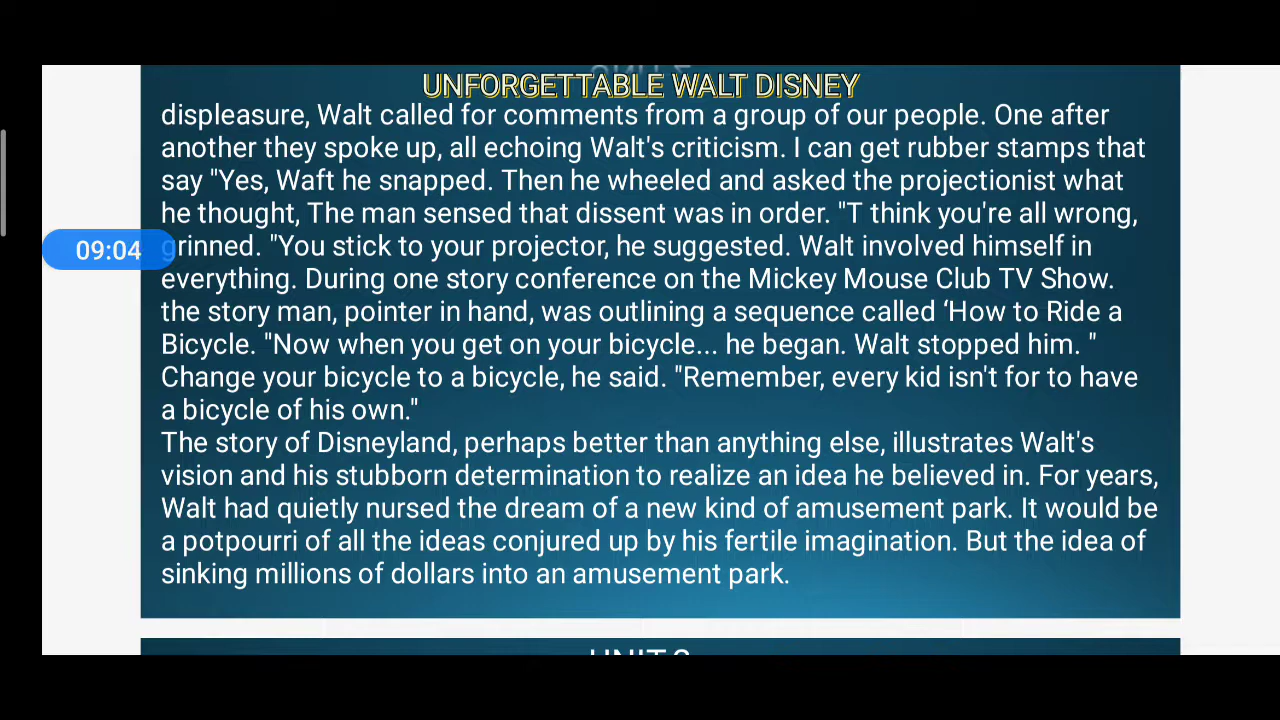 UNFORGETTABLE WALT DISNEY
displeasure, Walt called for comments from a group of our people. One after
another they spoke up, all echoing Walt's criticism. I can get rubber stamps that
say "Yes, Waft he snapped. Then he wheeled and asked the projectionist what
he thought, The man sensed that dissent was in order. "T think you're all wrong,
09:04
grinned. "You stick to your projector, he suggested. Walt involved himself in
everything. During one story conference on the Mickey Mouse Club TV Show.
the story man, pointer in hand, was outlining a sequence called ‘How to Ride a
Bicycle. "Now when you get on your bicycle... he began. Walt stopped him. "
Change your bicycle to a bicycle, he said. "Remember, every kid isn't for to have
a bicycle of his own."
The story of Disneyland, perhaps better than anything else, illustrates Walt's
vision and his stubborn determination to realize an idea he believed in. For years,
Walt had quietly nursed the dream of a new kind of amusement park. It would be
a potpourri of all the ideas conjured up by his fertile imagination. But the idea of
sinking millions of dollars into an amusement park.